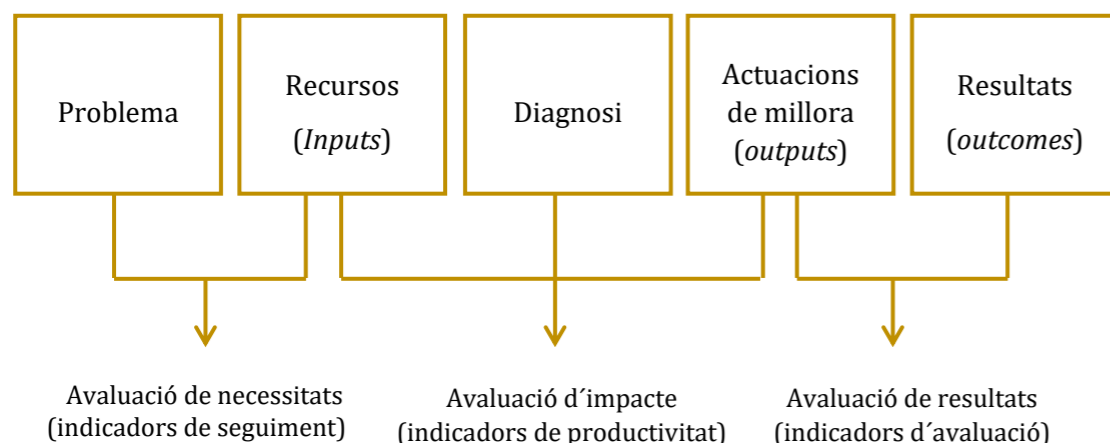 Problema
Recursos
(Inputs)
Diagnosi
Actuacions
de millora
(outputs)
Resultats
(outcomes)
Avaluació de necessitats
(indicadors de seguiment)
Avaluació d´impacte
(indicadors de productivitat)
Avaluació de resultats
(indicadors d´avaluació)